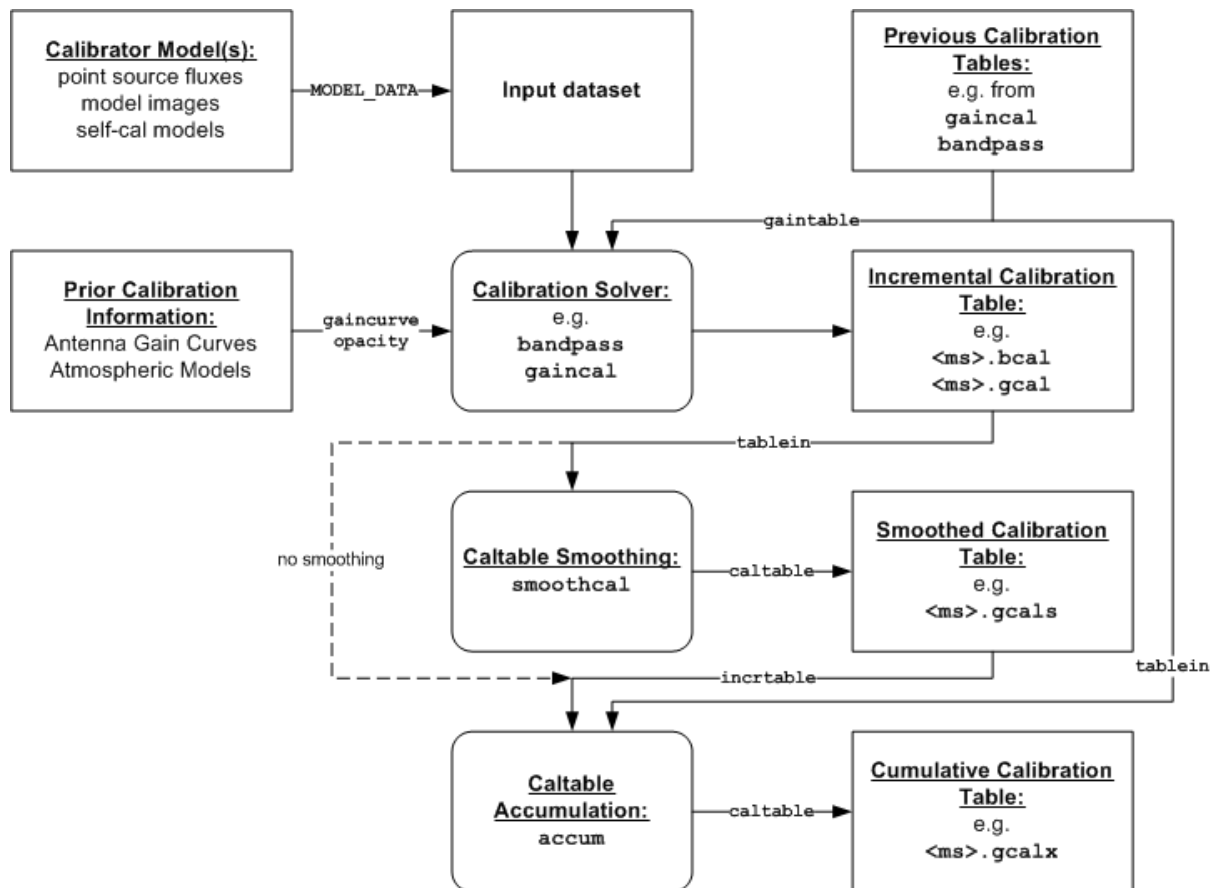 Calibrator Model(s):
point source fluxes
model images
self-cal models
MODEL_DATA
Input dataset
Previous Calibration
Tables:
e.g. from
gaincal
bandpass
gaintable
Prior Calibration
Information:
Antenna Gain Curves
Atmospheric Models
gaincurve
opacity
Calibration Solver:
e.g.
bandpass
gaincal
Incremental Calibration
Table:
e.g.
<ms>.bcal
<ms>.gcal
tablein
no smoothing
Caltable Smoothing:
smoothcal
caltable
Smoothed Calibration
Table:
e.g.
<ms>.gcals
tablein
incrtable
Caltable
Accumulation:
accum
caltable
Cumulative Calibration
Table:
e.g.
<ms>.gcalx